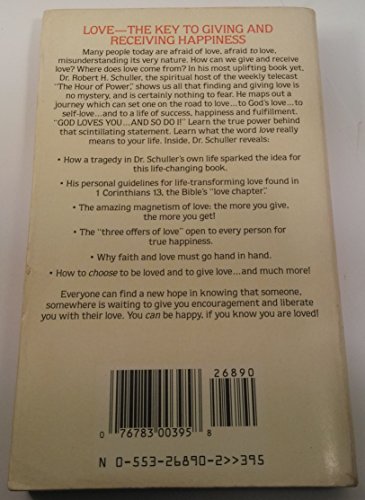 LOVE—THE KEY TO GIVING AND
RECEIVING HAPPINESS
Many people today are afraid of love, afraid to love,
misunderstanding its very nature. How can we give and receive
love? Where does love come from? In his most uplifting book yet,
Dr. Robert H. Schuller, the spiritual host of the weekly telecast
"The Hour of Power," shows us all that finding and giving love is
no mystery, and is certainly nothing to fear. He maps out a
journey which can set one on the road to love...to God's love...to
self-love...and to a life of success, happiness and fulfillment.
"GOD LOVES YOU...AND SO DO I!" Learn the true power behind
that scintillating statement. Learn what the word love really
means to your life. Inside, Dr. Schuller reveals:
• How a tragedy in Dr. Schuller's own life sparked the idea for
this life-changing book.
• His personal guidelines for life-transforming love found in
1 Corinthians 13, the Bible's "love chapter."
• The amazing magnetism of love: the more you give,
the more you get!
• The "three offers of love" open to every person for
true happiness.
• Why faith and love must go hand in hand.
• How to choose to be loved and to give love...and much more!
Everyone can find a new hope in knowing that someone,
somewhere is waiting to give you encouragement and liberate
you with their love. You can be happy, if you know you are loved!
26890
0 76783 00395 8
N 0-553-26890-2>>395